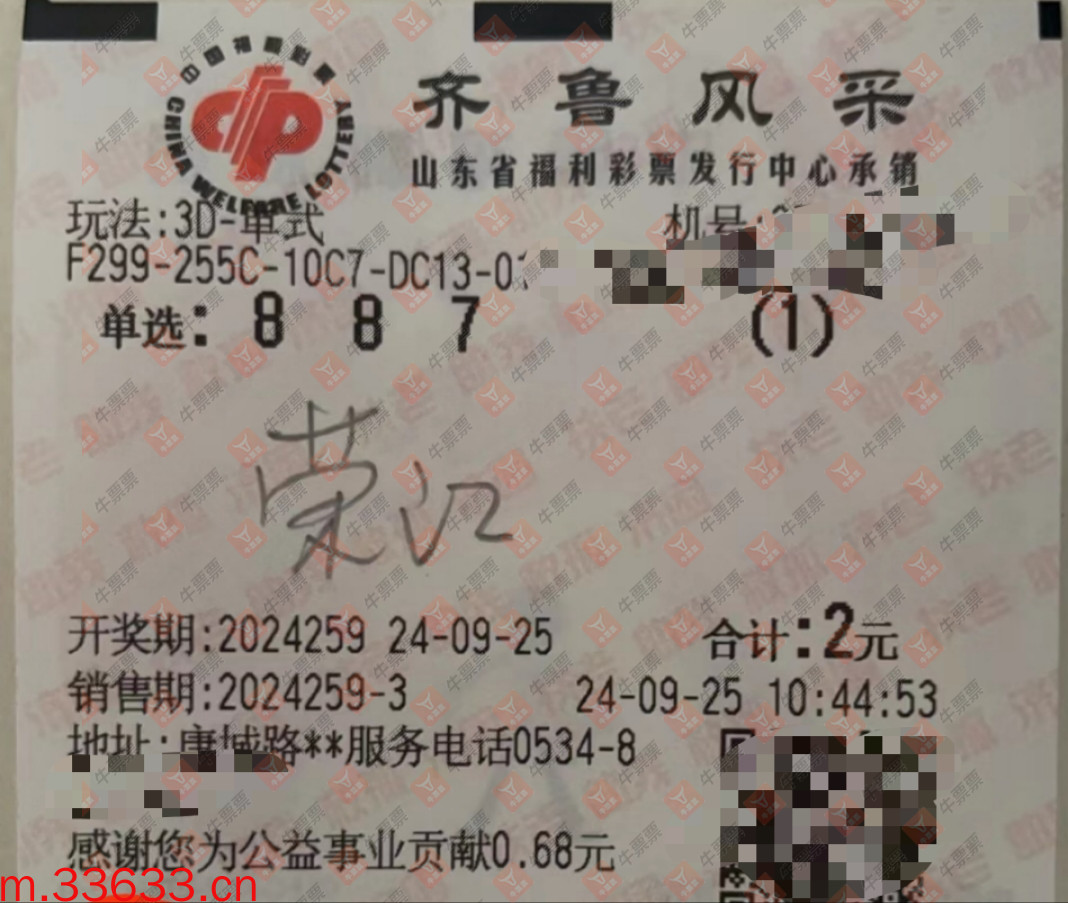 中国福利彩票
CHINA WELFARE LOTTERY
齐鲁风采
山东省福利彩票发行中心承销
玩法:3D-单式
机号:
F299-255C-10C7-DC13-0
单选: 8 8 7 (1)
荣江
开奖期:2024259 24-09-25 合计:2元
销售期:2024259-3 24-09-25 10:44:53
地址:康城路**服务电话0534-8
感谢您为公益事业贡献0.68元
m.33633.cn
牛票票